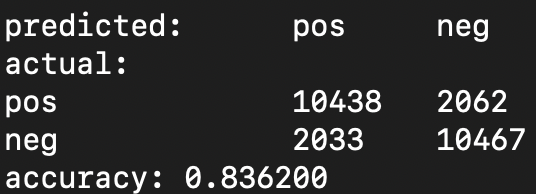 predicted: pos neg
actual:
pos 10438 2062
neg 2033 10467
accuracy: 0.836200